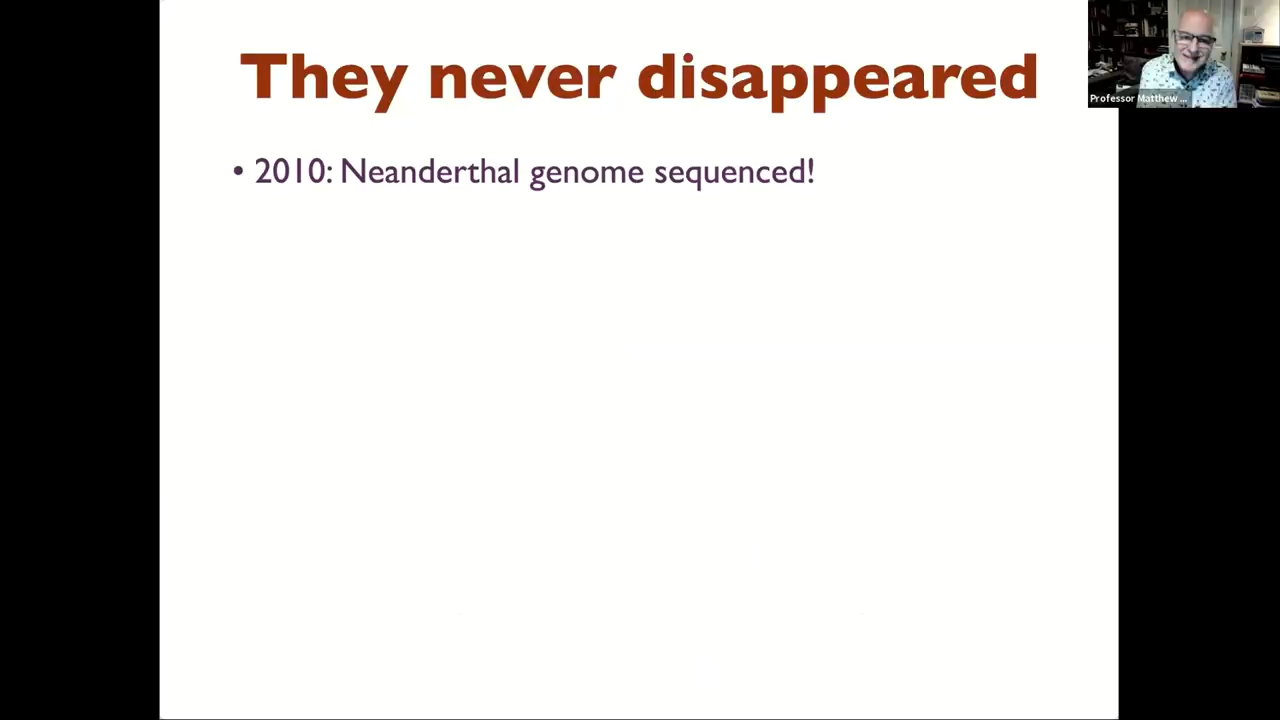 They never disappeared
• 2010: Neanderthal genome sequenced!
Professor Matthew ...